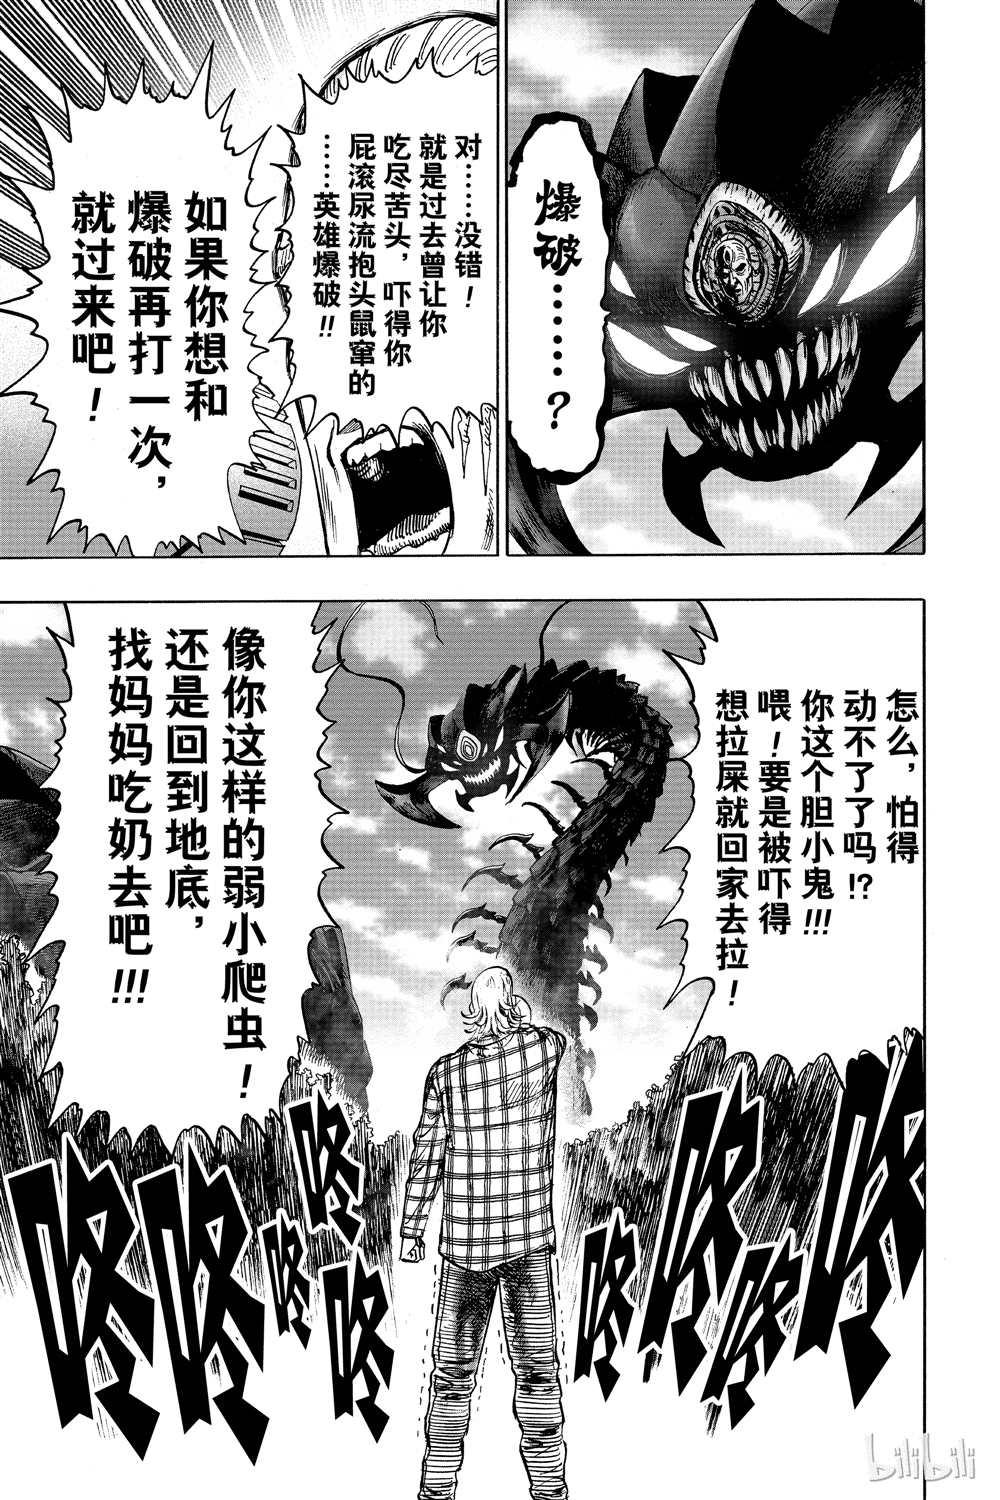 爆破……?
对……没错!
就是过去曾让你
吃尽苦头,吓得你
屁滚尿流抱头鼠窜的
……英雄爆破!!
如果你想和
爆破再打一次,
就过来吧!
怎么,怕得
动不了了吗!?
你这个胆小鬼!!!
喂!要是被吓得
想拉屎就回家去拉!
像你这样的弱小爬虫!
还是回到地底,
找妈妈吃奶去吧!!!
咚
咚
咚
咚
咚
咚
咚
咚
咚
bilibili